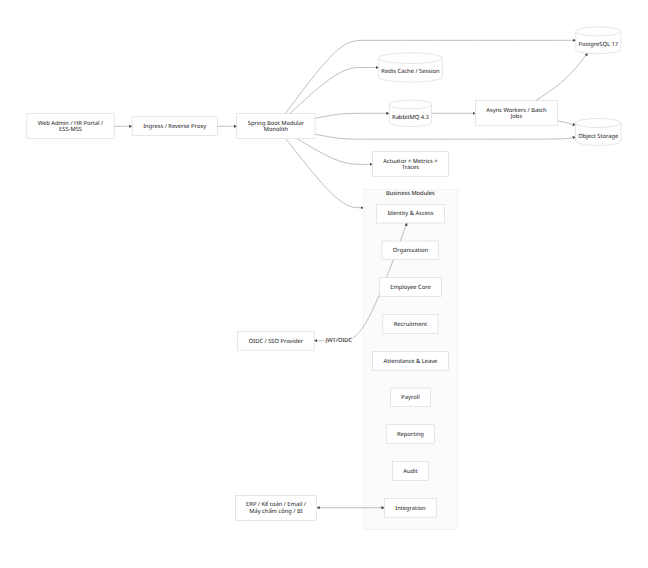 PostgreSQL 17
Redis Cache / Session
RabbitMQ 4.3
Async Workers / Batch
Jobs
Web Admin / HR Portal /
ESS-MSS
Ingress / Reverse Proxy
Spring Boot Modular
Monolith
Object Storage
Actuator + Metrics +
Traces
Business Modules
Identity & Access
Organization
Employee Core
Recruitment
OIDC / SSO Provider
JWT/OIDC
Attendance & Leave
Payroll
Reporting
Audit
ERP / Kế toán / Email /
Máy chấm công / BI
Integration